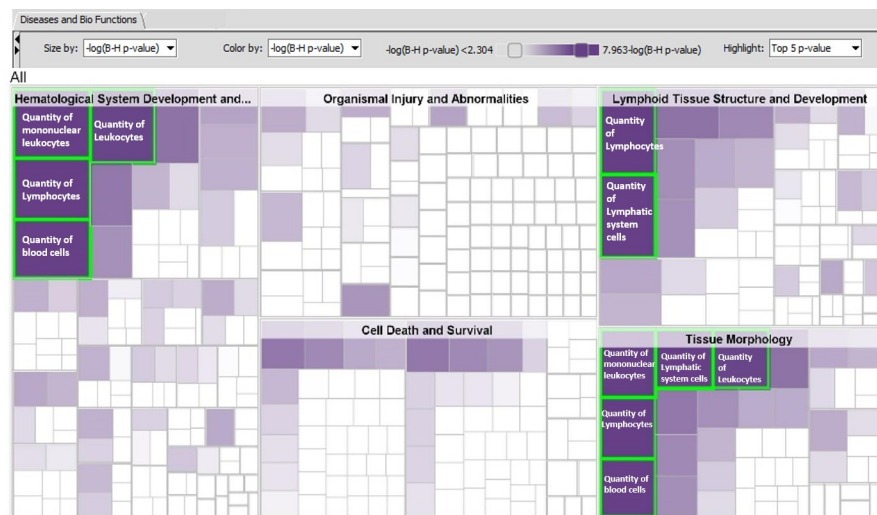 Diseases and Bio Functions
Size by: -log(B-H p-value) Color by: -log(B-H p-value) -log(B-H p-value) <2.304 7.963-log(B-H p-value) Highlight: Top 5 p-value
All
Hematological System Development and...
Quantity of
mononuclear
leukocytes
Quantity of
Leukocytes
Quantity of
Lymphocytes
Quantity of
blood cells
Organismal Injury and Abnormalities
Lymphoid Tissue Structure and Development
Quantity
of
Lymphocytes
Quantity
of
Lymphatic
system
cells
Cell Death and Survival
Tissue Morphology
Quantity of
mononuclear
leukocytes
Quantity of
Lymphatic
system cells
Quantity
of
Leukocytes
Quantity of
Lymphocytes
Quantity of
blood cells